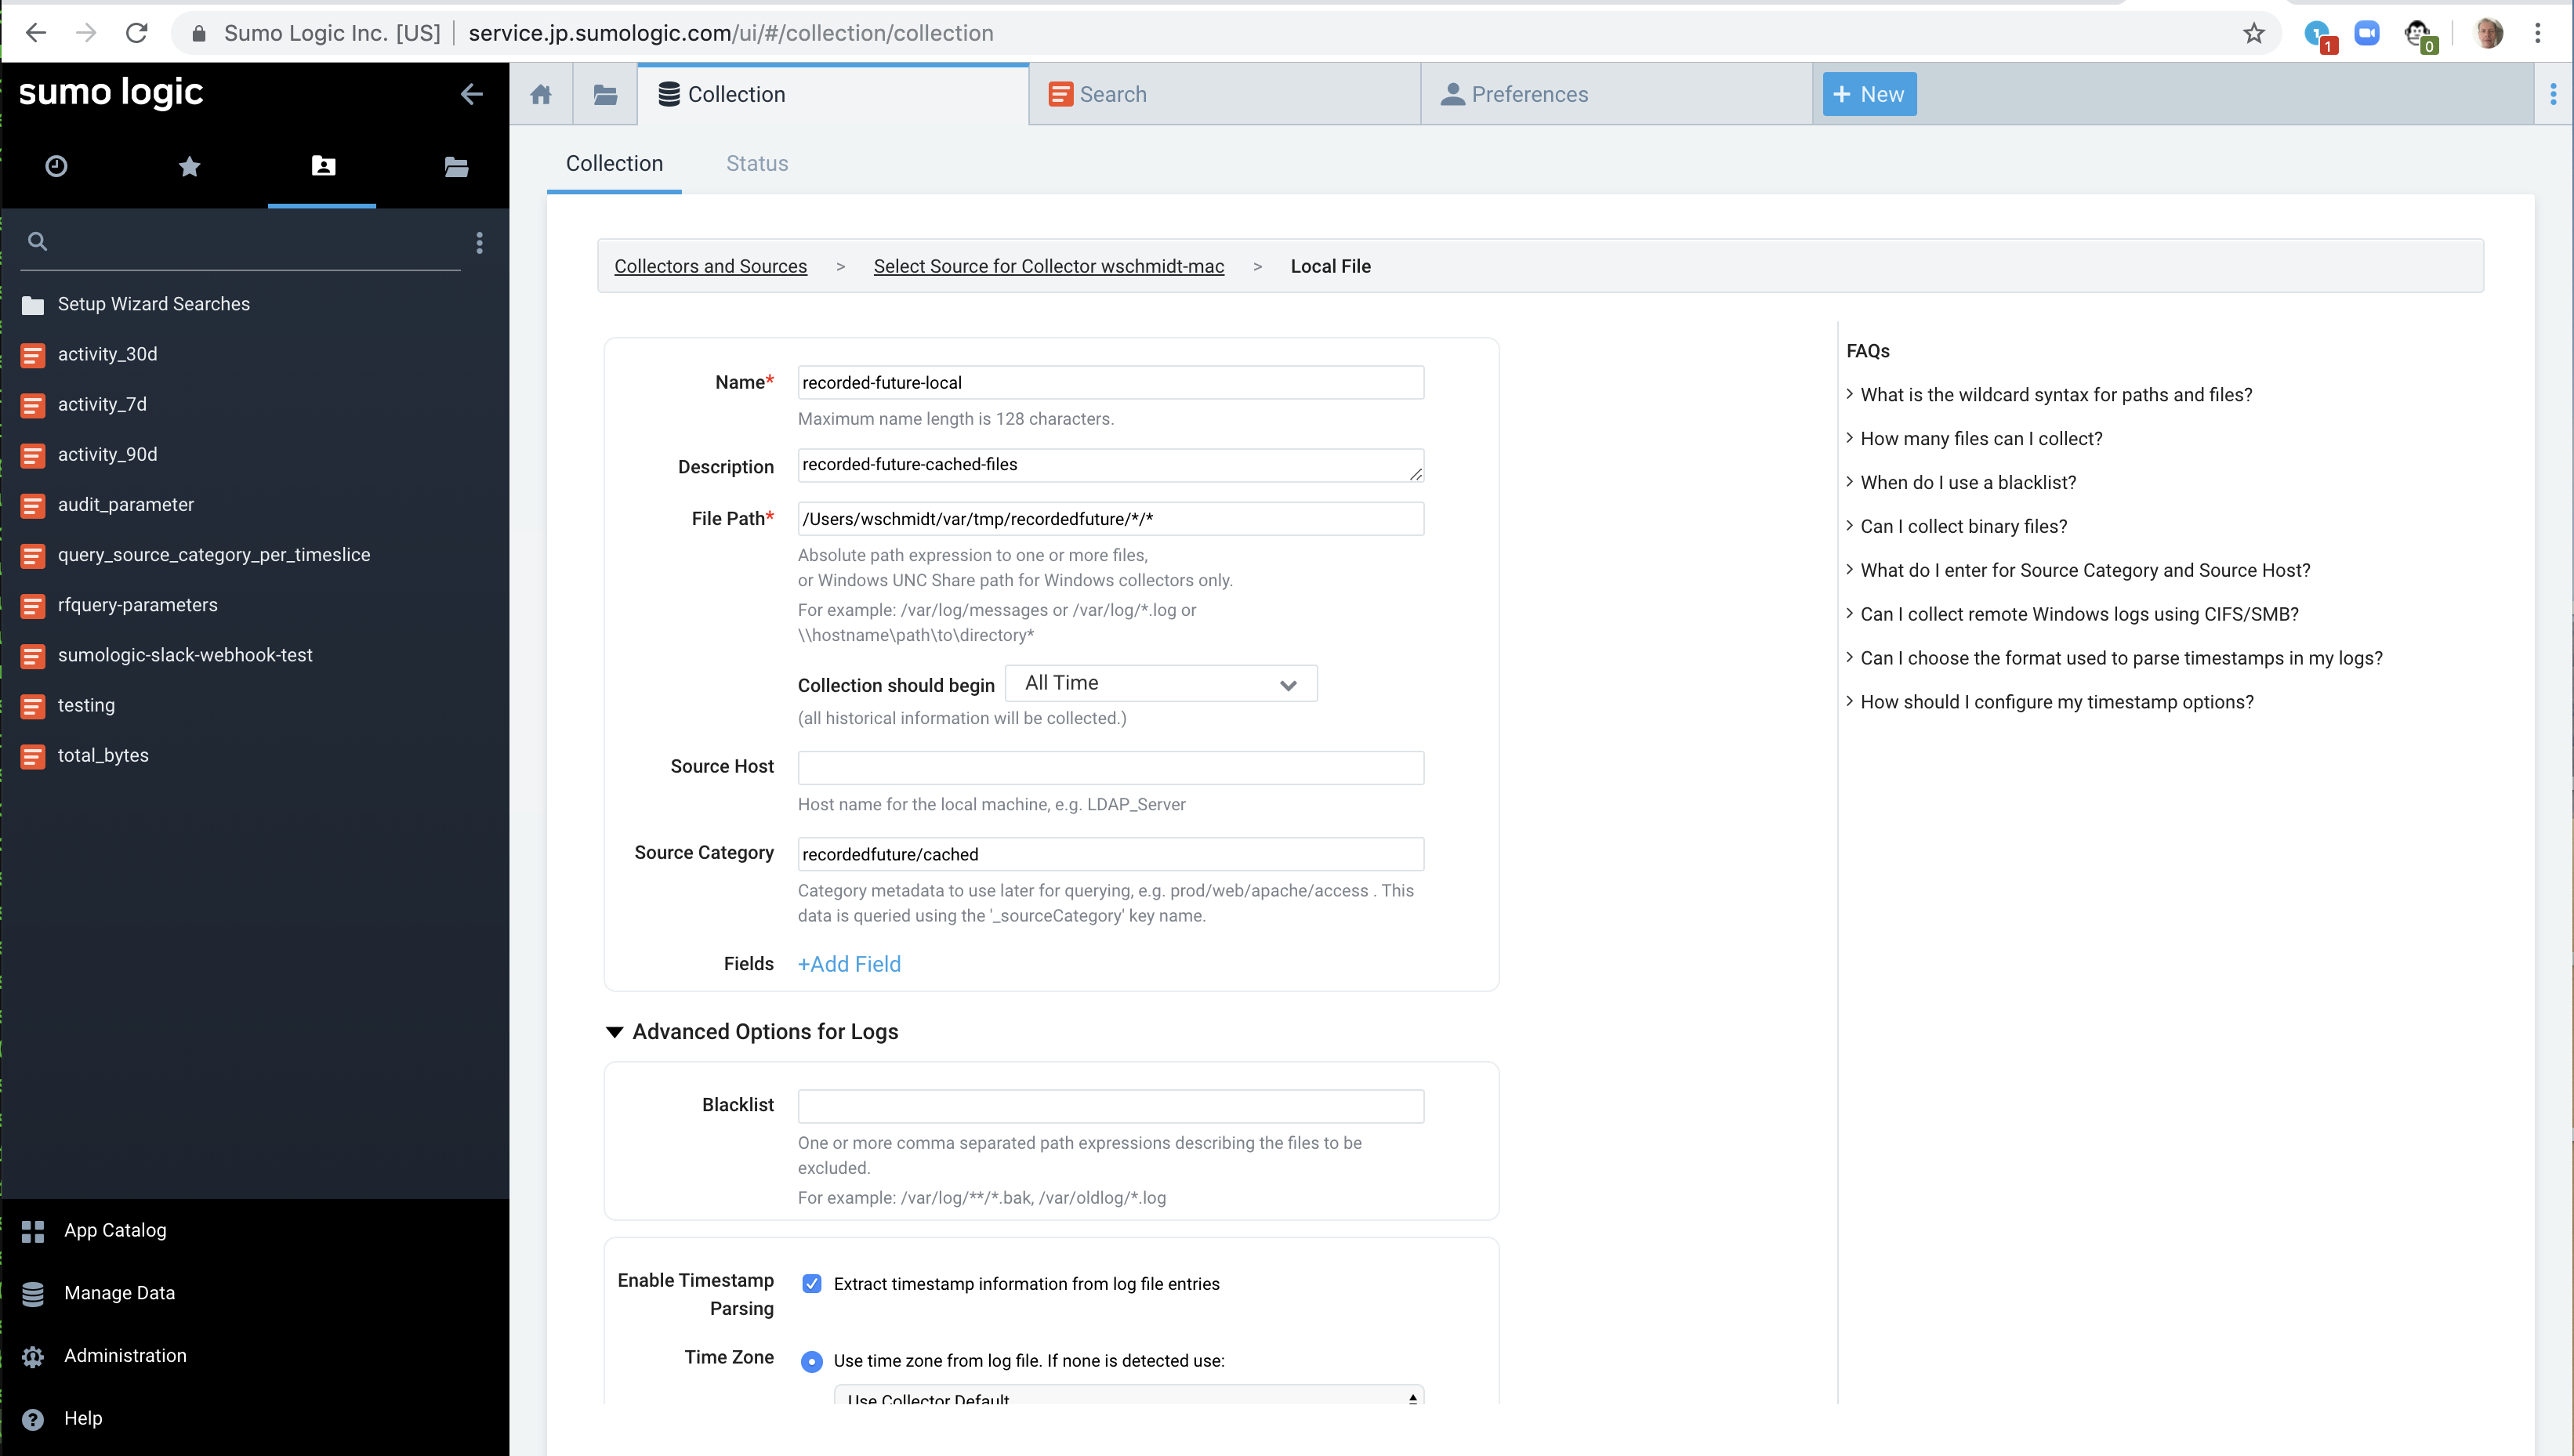 Sumo Logic Inc. [US] | service.jp.sumologic.com/ui/#/collection/collection
1
0
sumo logic
Collection
Search
Preferences
+ New
Collection
Status
Setup Wizard Searches
activity_30d
activity_7d
activity_90d
audit_parameter
query_source_category_per_timeslice
rfquery-parameters
sumologic-slack-webhook-test
testing
total_bytes
App Catalog
Manage Data
Administration
Help
Collectors and Sources > Select Source for Collector wschmidt-mac > Local File
Name* recorded-future-local
Maximum name length is 128 characters.
Description recorded-future-cached-files
File Path* /Users/wschmidt/var/tmp/recordedfuture/*/*
Absolute path expression to one or more files,
or Windows UNC Share path for Windows collectors only.
For example: /var/log/messages or /var/log/*.log or
\\hostname\path\to\directory*
Collection should begin All Time
(all historical information will be collected.)
Source Host
Host name for the local machine, e.g. LDAP_Server
Source Category recordedfuture/cached
Category metadata to use later for querying, e.g. prod/web/apache/access . This
data is queried using the '_sourceCategory' key name.
Fields +Add Field
Advanced Options for Logs
Blacklist
One or more comma separated path expressions describing the files to be
excluded.
For example: /var/log/**/*.bak, /var/oldlog/*.log
Enable Timestamp
Parsing
Extract timestamp information from log file entries
Time Zone Use time zone from log file. If none is detected use:
Use Collector Default
FAQs
What is the wildcard syntax for paths and files?
How many files can I collect?
When do I use a blacklist?
Can I collect binary files?
What do I enter for Source Category and Source Host?
Can I collect remote Windows logs using CIFS/SMB?
Can I choose the format used to parse timestamps in my logs?
How should I configure my timestamp options?